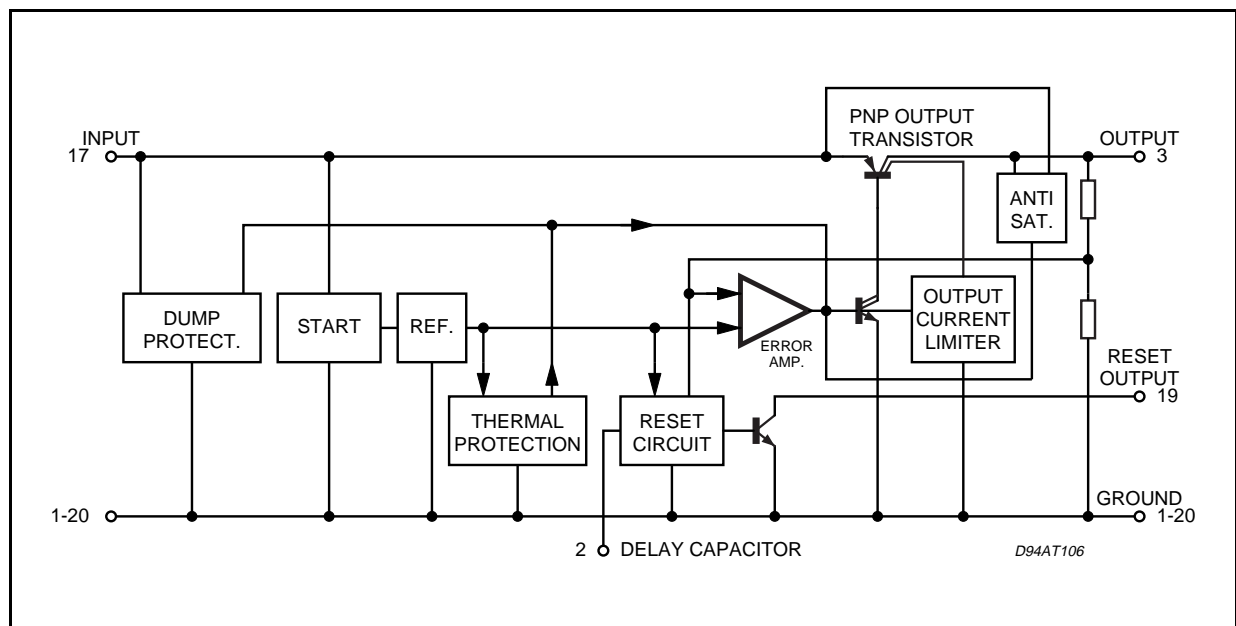 INPUT
17
PNP OUTPUT
TRANSISTOR
OUTPUT
3
ANTI
SAT.
DUMP
PROTECT.
START
REF.
ERROR
AMP.
OUTPUT
CURRENT
LIMITER
RESET
OUTPUT
19
THERMAL
PROTECTION
RESET
CIRCUIT
1-20
GROUND
1-20
2 DELAY CAPACITOR
D94AT106